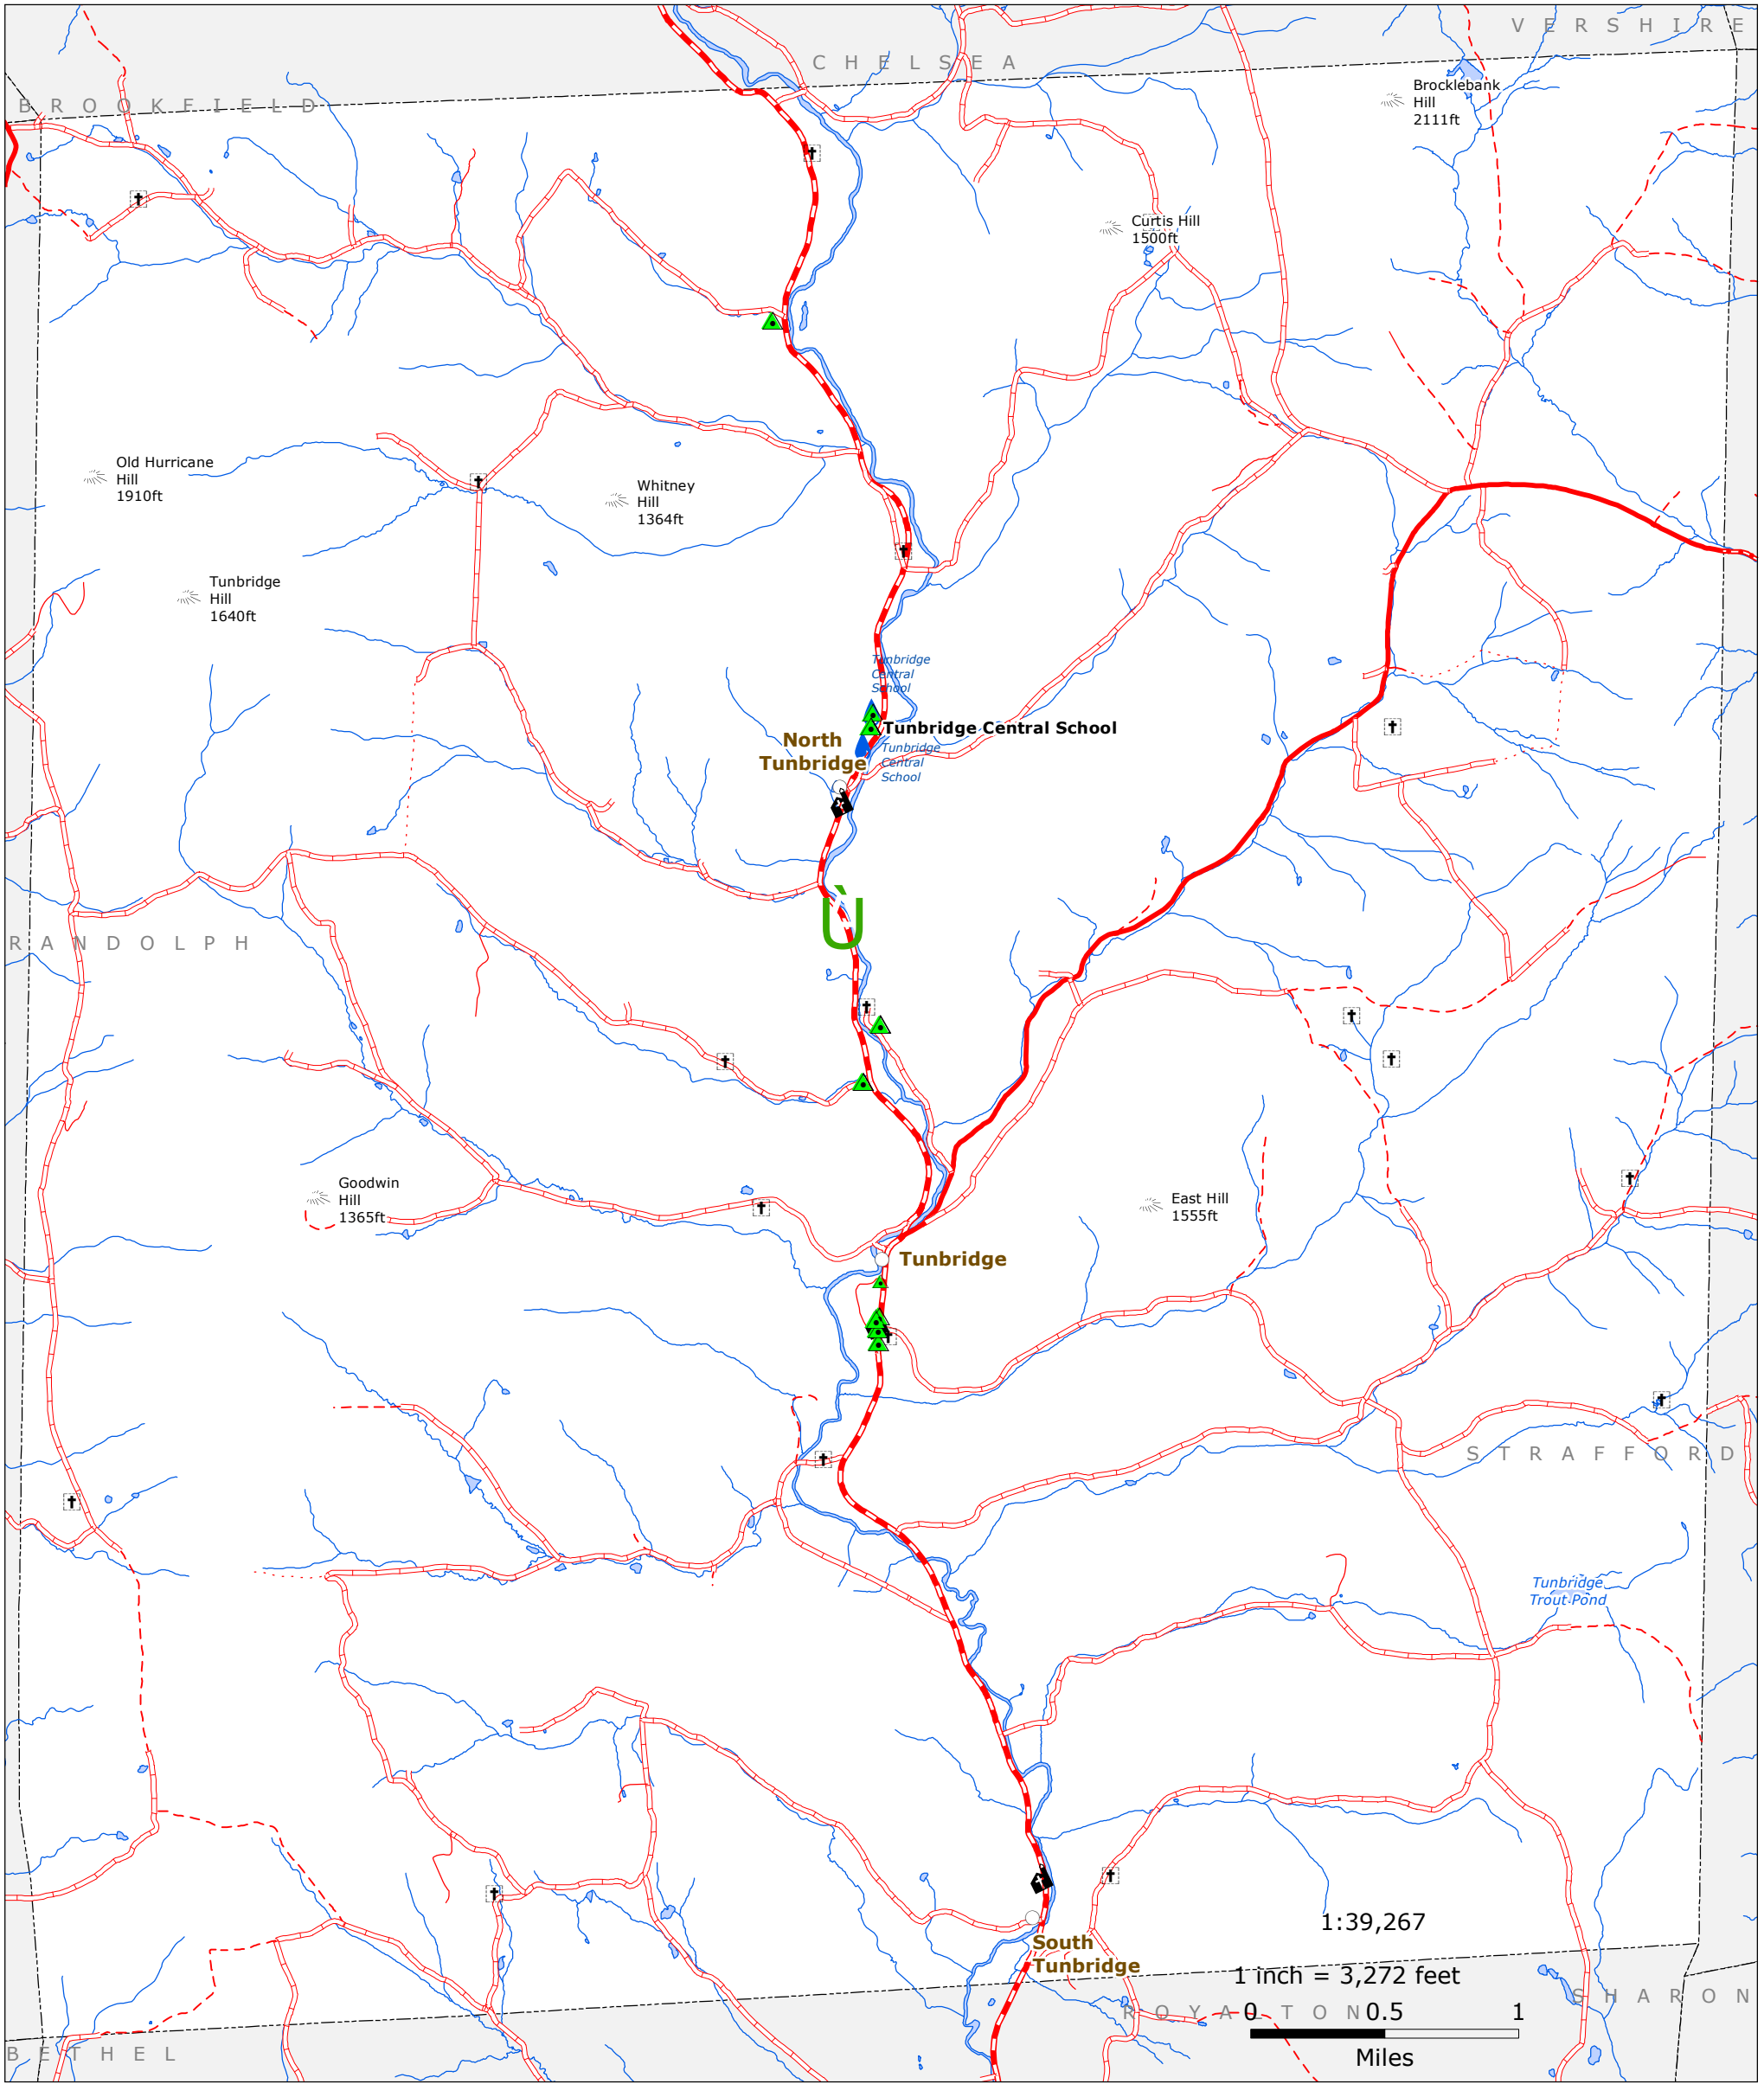 VERSHIRE
CHELSEA
BROOKFIELD
Brocklebank
Hill
2111ft
Curtis Hill
1500ft
Old Hurricane
Hill
1910ft
Whitney
Hill
1364ft
Tunbridge
Hill
1640ft
Tunbridge
Central
School
Tunbridge Central School
North
Tunbridge
Tunbridge
Central
School
Ù
RANDOLPH
Goodwin
Hill
1365ft
East Hill
1555ft
Tunbridge
STRAFFORD
Tunbridge
Trout Pond
1:39,267
South
Tunbridge
1 inch = 3,272 feet
SHARON
ROYALTON
0 0.5 1
Miles
BETHEL